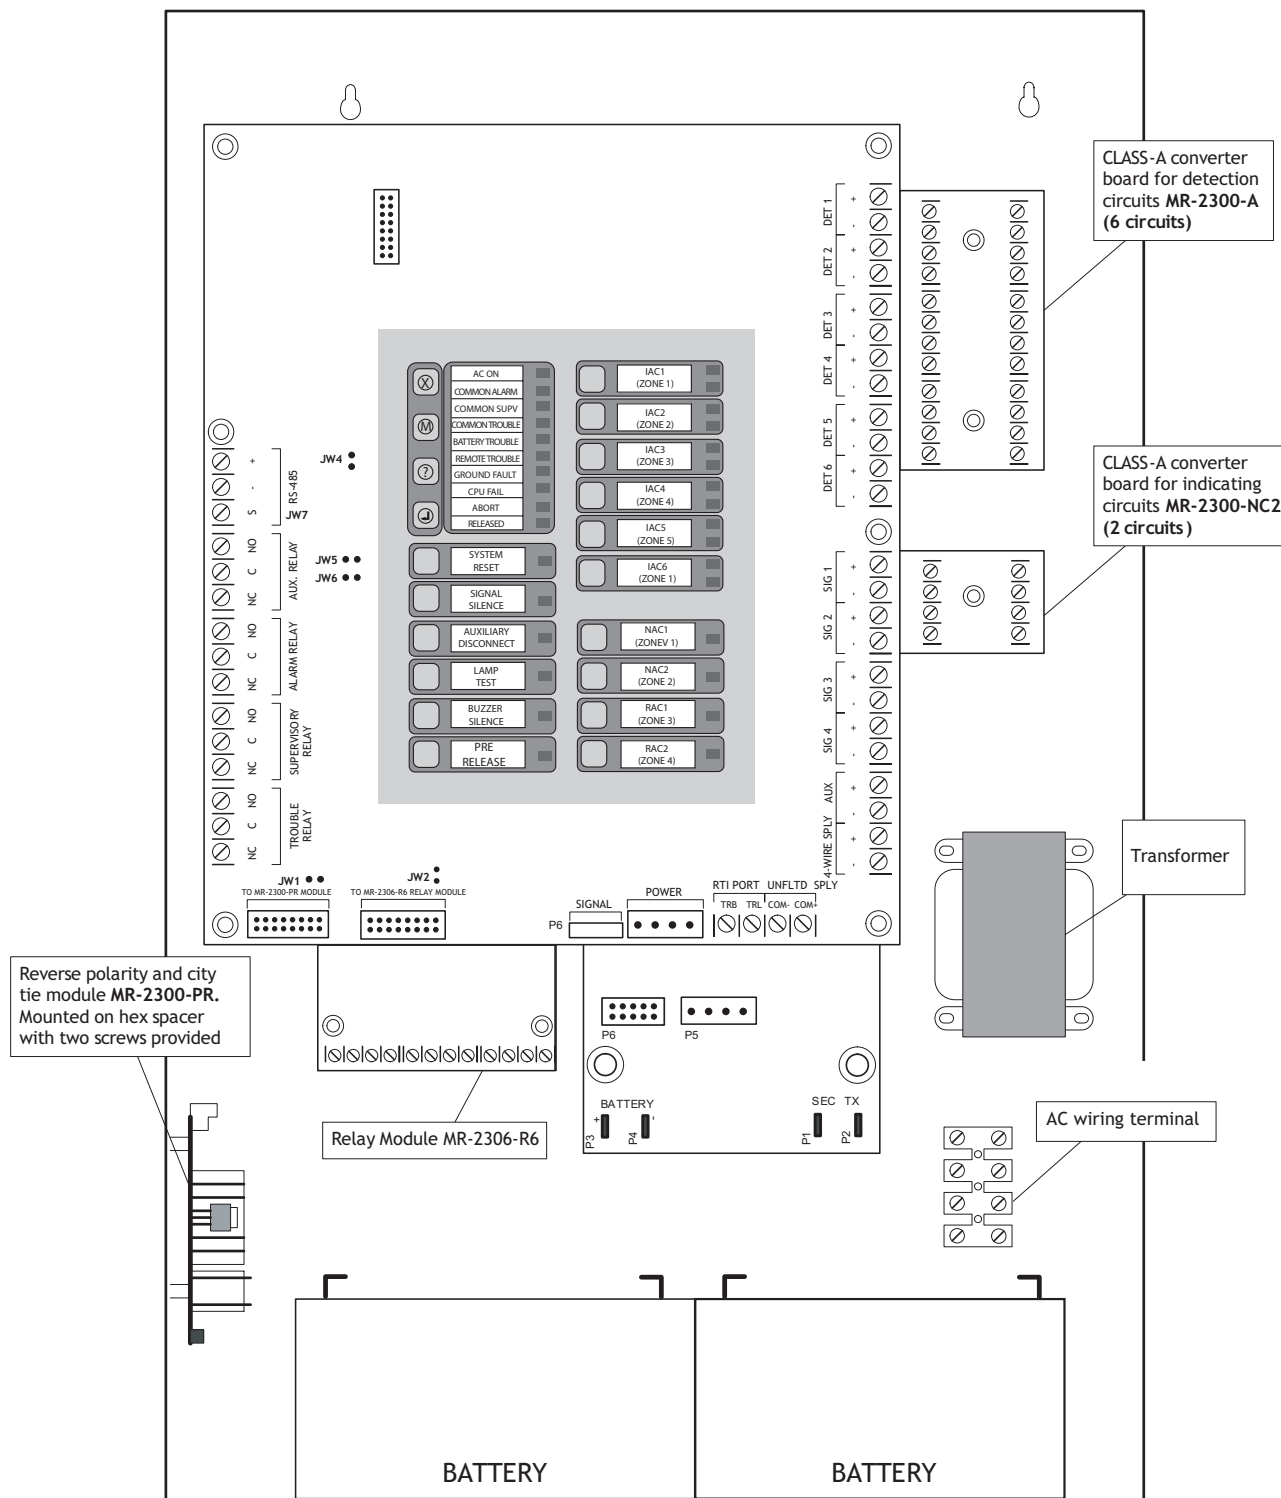 CLASS-A converter
board for detection
circuits MR-2300-A
(6 circuits)
DET 1
+
-
DET 2
+
-
DET 3
+
-
DET 4
+
-
DET 5
+
-
DET 6
+
-
CLASS-A converter
board for indicating
circuits MR-2300-NC2
(2 circuits)
SIG 1
+
-
SIG 2
+
-
SIG 3
+
-
SIG 4
+
-
AUX
+
-
4-WIRE SPLY
+
-
X
M
?
AC ON
COMMON ALARM
COMMON SUPV
COMMON TROUBLE
BATTERY TROUBLE
REMOTE TROUBLE
GROUND FAULT
CPU FAIL
ABORT
RELEASED
SYSTEM
RESET
SIGNAL
SILENCE
AUXILIARY
DISCONNECT
LAMP
TEST
BUZZER
SILENCE
PRE
RELEASE
IAC1
(ZONE 1)
IAC2
(ZONE 2)
IAC3
(ZONE 3)
IAC4
(ZONE 4)
IAC5
(ZONE 5)
IAC6
(ZONE 1)
NAC1
(ZONEV 1)
NAC2
(ZONE 2)
RAC1
(ZONE 3)
RAC2
(ZONE 4)
JW4
+
-
S
RS-485
JW7
JW5
JW6
NO
C
NC
AUX. RELAY
NO
C
NC
ALARM RELAY
NO
C
NC
SUPERVISORY
RELAY
NO
C
NC
TROUBLE
RELAY
JW1
TO MR-2300-PR MODULE
JW2
TO MR-2306-R6 RELAY MODULE
SIGNAL
P6
POWER
RTI PORT
UNFLTD SPLY
TRB
TRL
COM-
COM+
Transformer
Reverse polarity and city
tie module MR-2300-PR.
Mounted on hex spacer
with two screws provided
P6
P5
BATTERY
+
-
P3
P4
SEC TX
P1
P2
Relay Module MR-2306-R6
AC wiring terminal
BATTERY
BATTERY